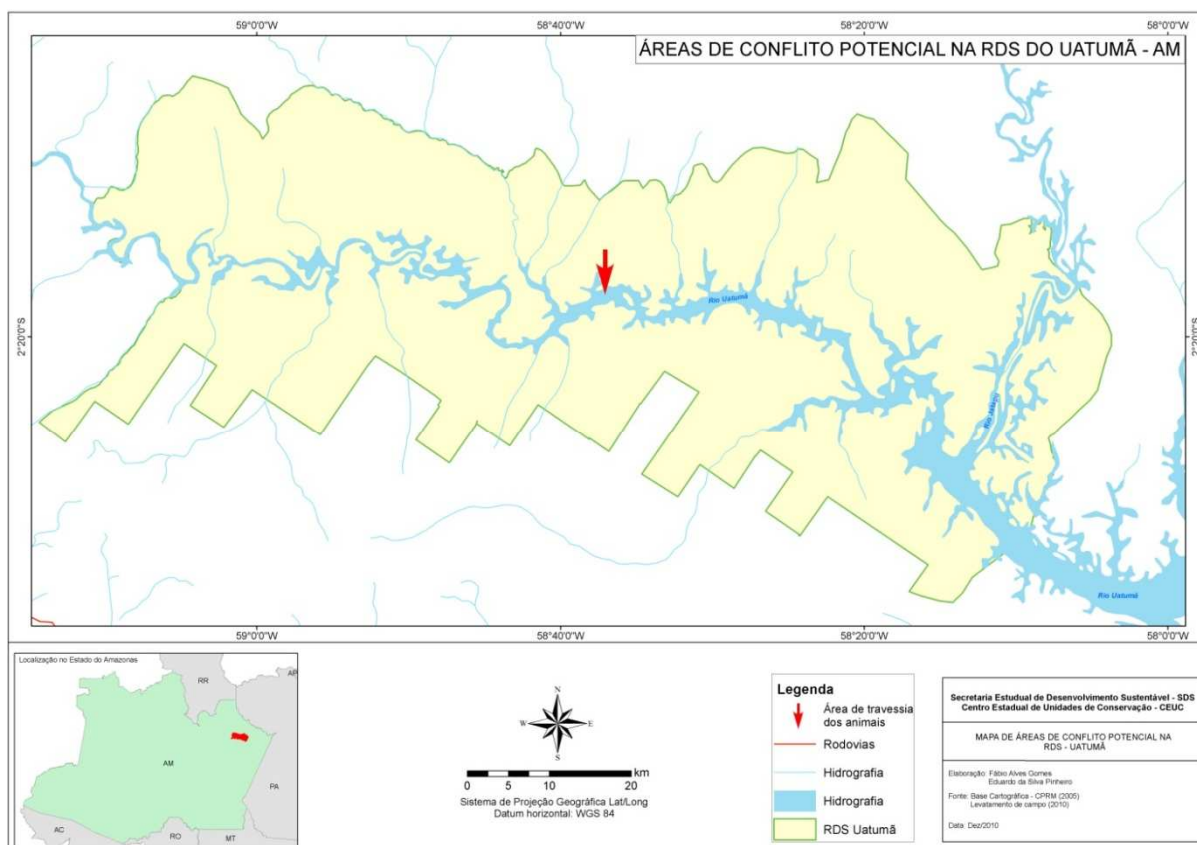 59°0'0"W 58°40'0"W 58°20'0"W 58°0'0"W
ÁREAS DE CONFLITO POTENCIAL NA RDS DO UATUMÃ - AM
Rio Uatumã
2°20'0"S 2°20'0"S
Rio Jatapu
Rio Uatumã
59°0'0"W 58°40'0"W 58°20'0"W 58°0'0"W
Localização no Estado do Amazonas
RR
AP
AM
PA
AC
RO
MT
N
W E
S
km
0 5 10 20
Sistema de Projeção Geográfica Lat/Long
Datum horizontal: WGS 84
Legenda
Área de travessia
dos animais
Rodovias
Hidrografia
Hidrografia
RDS Uatumã
Secretaria Estudual de Desenvolvimento Sustentável - SDS
Centro Estadual de Unidades de Conservação - CEUC
MAPA DE ÁREAS DE CONFLITO POTENCIAL NA
RDS - UATUMÃ
Elaboração: Fábio Alves Gomes
Eduardo da Silva Pinheiro
Fonte: Base Cartográfica - CPRM (2005)
Levatamento de campo (2010)
Data: Dez/2010